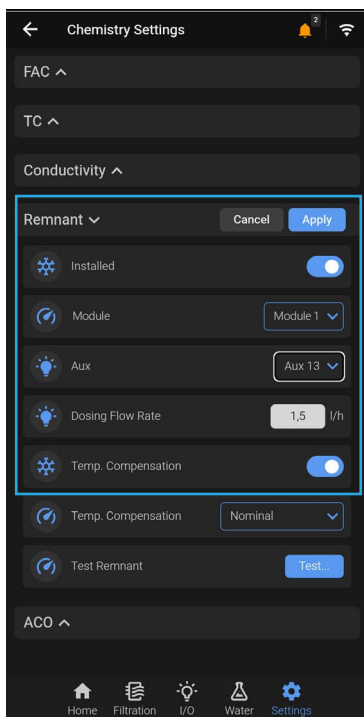 Chemistry Settings
2
FAC
TC
Conductivity
Remnant Cancel Apply
Installed
Module Module 1
Aux Aux 13
Dosing Flow Rate 1,5 l/h
Temp. Compensation
Temp. Compensation Nominal
Test Remnant Test...
ACO
Home Filtration I/O Water Settings